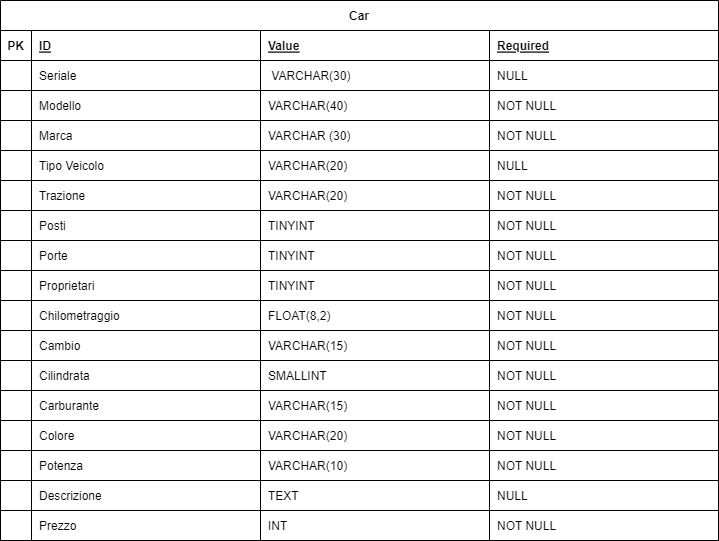 Car
PK ID Value Required
Seriale VARCHAR(30) NULL
Modello VARCHAR(40) NOT NULL
Marca VARCHAR (30) NOT NULL
Tipo Veicolo VARCHAR(20) NULL
Trazione VARCHAR(20) NOT NULL
Posti TINYINT NOT NULL
Porte TINYINT NOT NULL
Proprietari TINYINT NOT NULL
Chilometraggio FLOAT(8,2) NOT NULL
Cambio VARCHAR(15) NOT NULL
Cilindrata SMALLINT NOT NULL
Carburante VARCHAR(15) NOT NULL
Colore VARCHAR(20) NOT NULL
Potenza VARCHAR(10) NOT NULL
Descrizione TEXT NULL
Prezzo INT NOT NULL